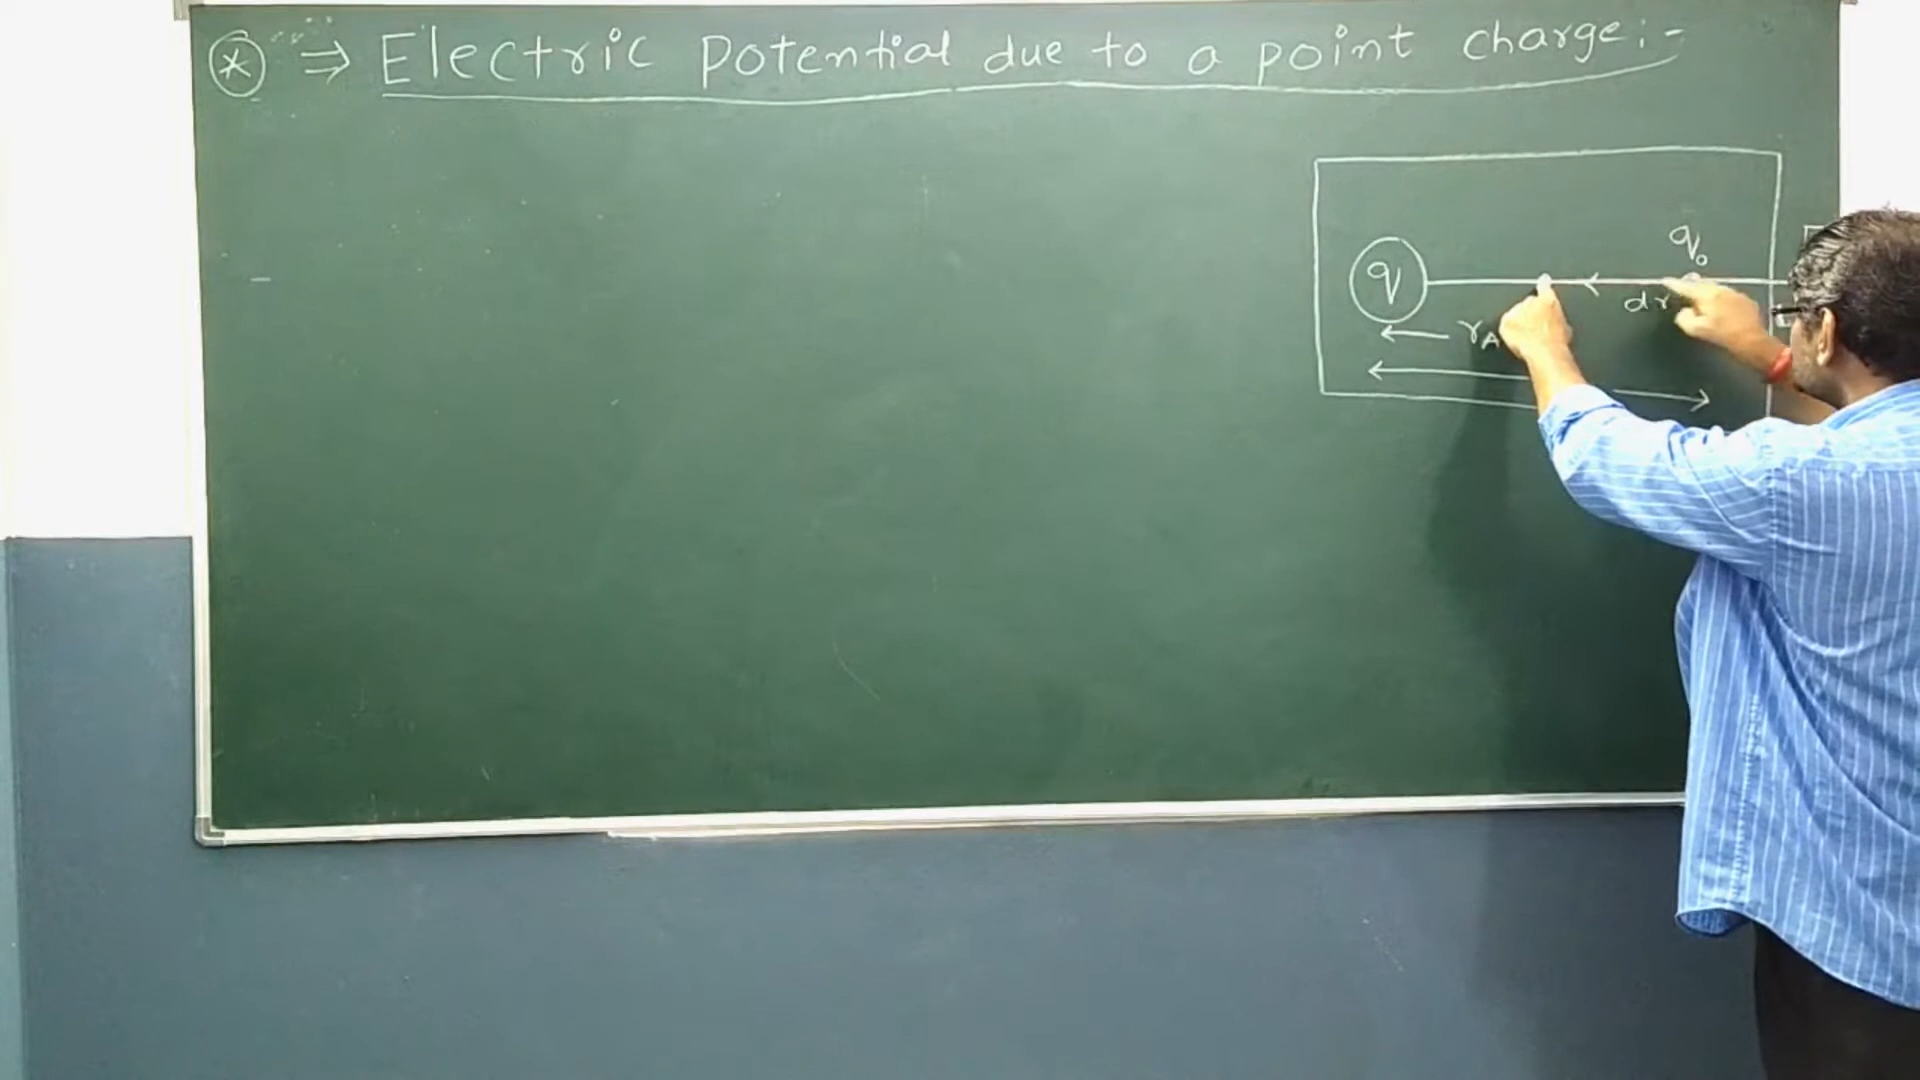 * ⇒ Electric Potential due to a point charge:-
q₀
q
dr
r_A